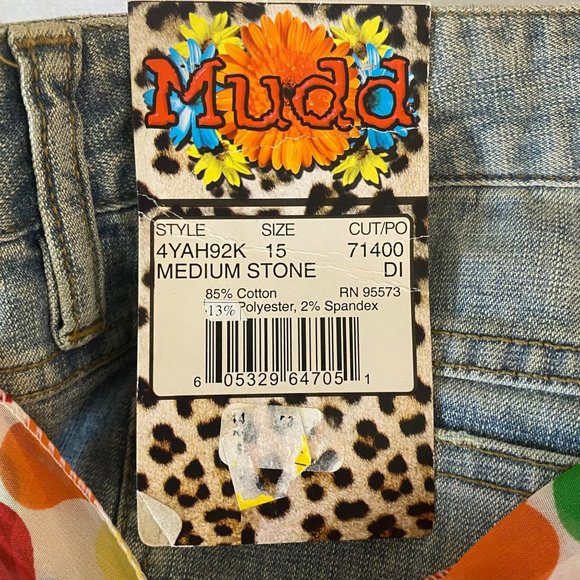 Mudd
STYLE SIZE CUT/PO
4YAH92K 15 71400
MEDIUM STONE DI
85% Cotton RN 95573
13% Polyester, 2% Spandex
6 05329 64705 1